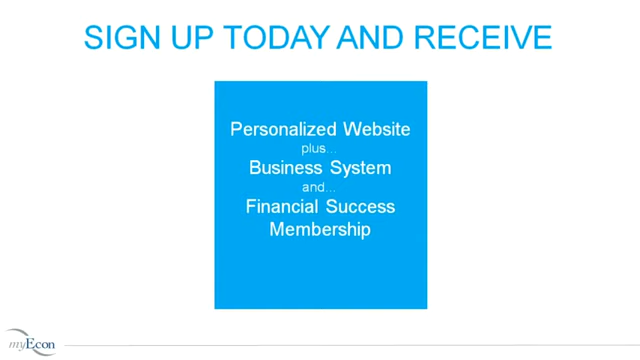 SIGN UP TODAY AND RECEIVE
Personalized Website
plus...
Business System
and...
Financial Success
Membership
myEcon